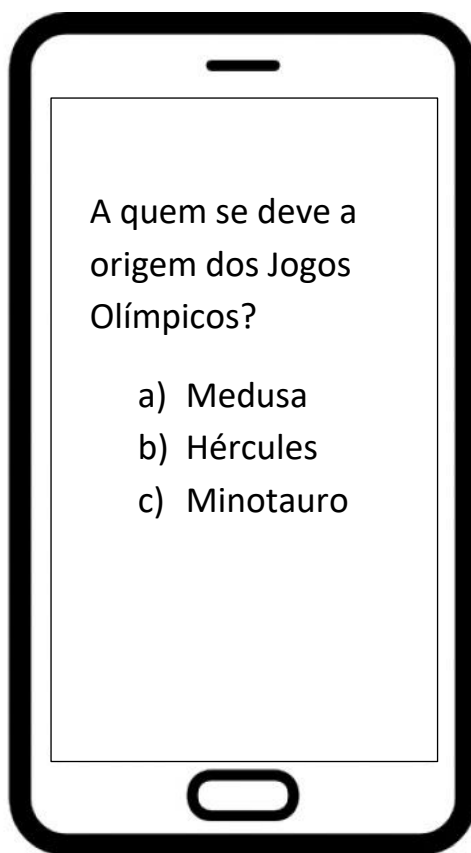 A quem se deve a
origem dos Jogos
Olímpicos?
a) Medusa
b) Hércules
c) Minotauro